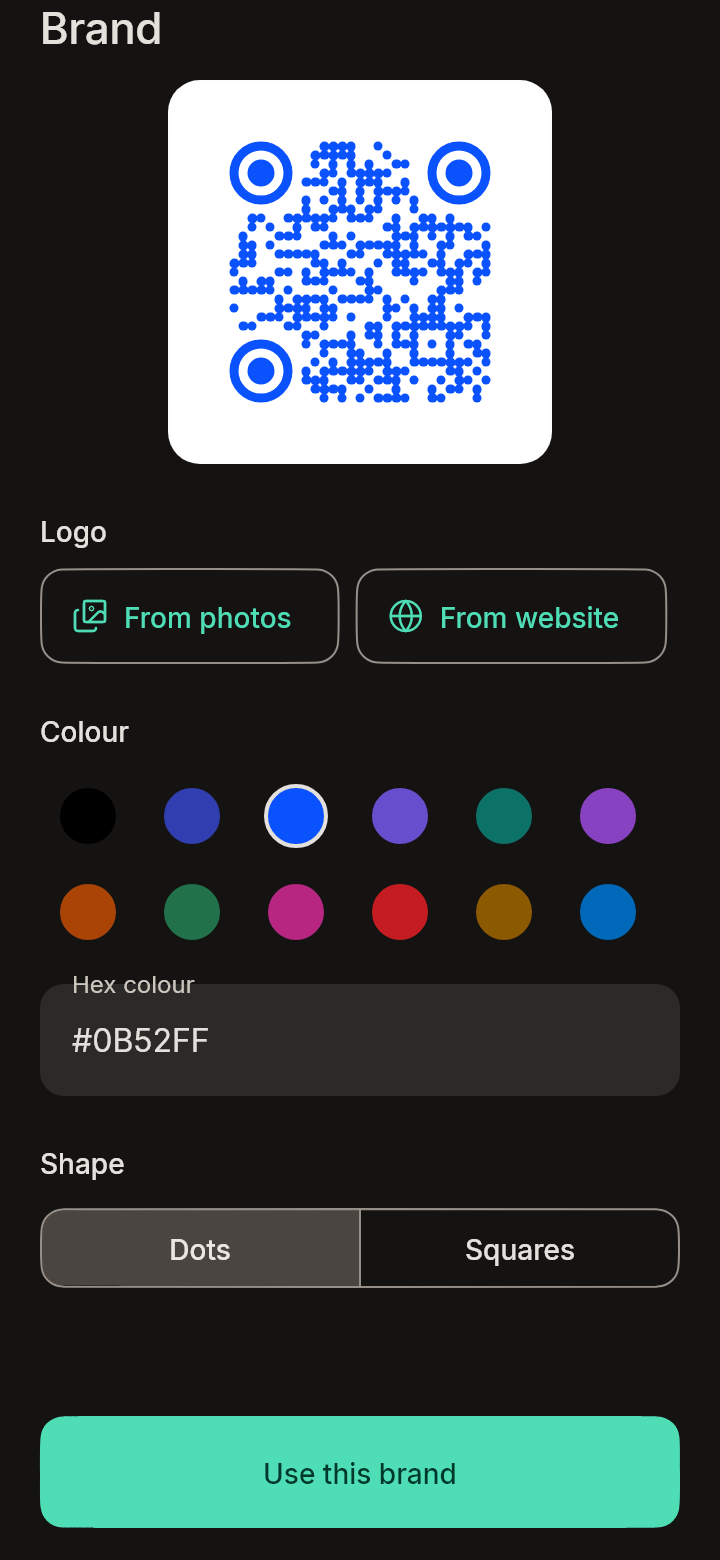 Brand
Logo
From photos
From website
Colour
Hex colour
#0B52FF
Shape
Dots
Squares
Use this brand